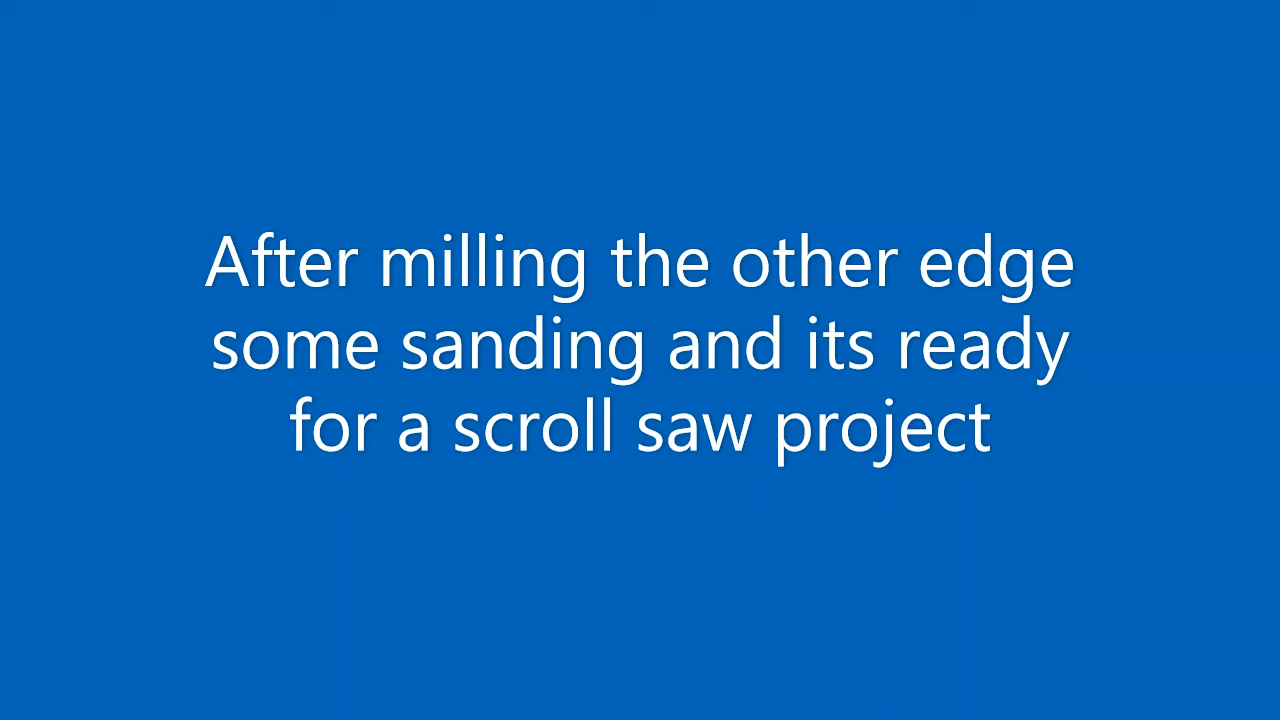 After milling the other edge
some sanding and its ready
for a scroll saw project